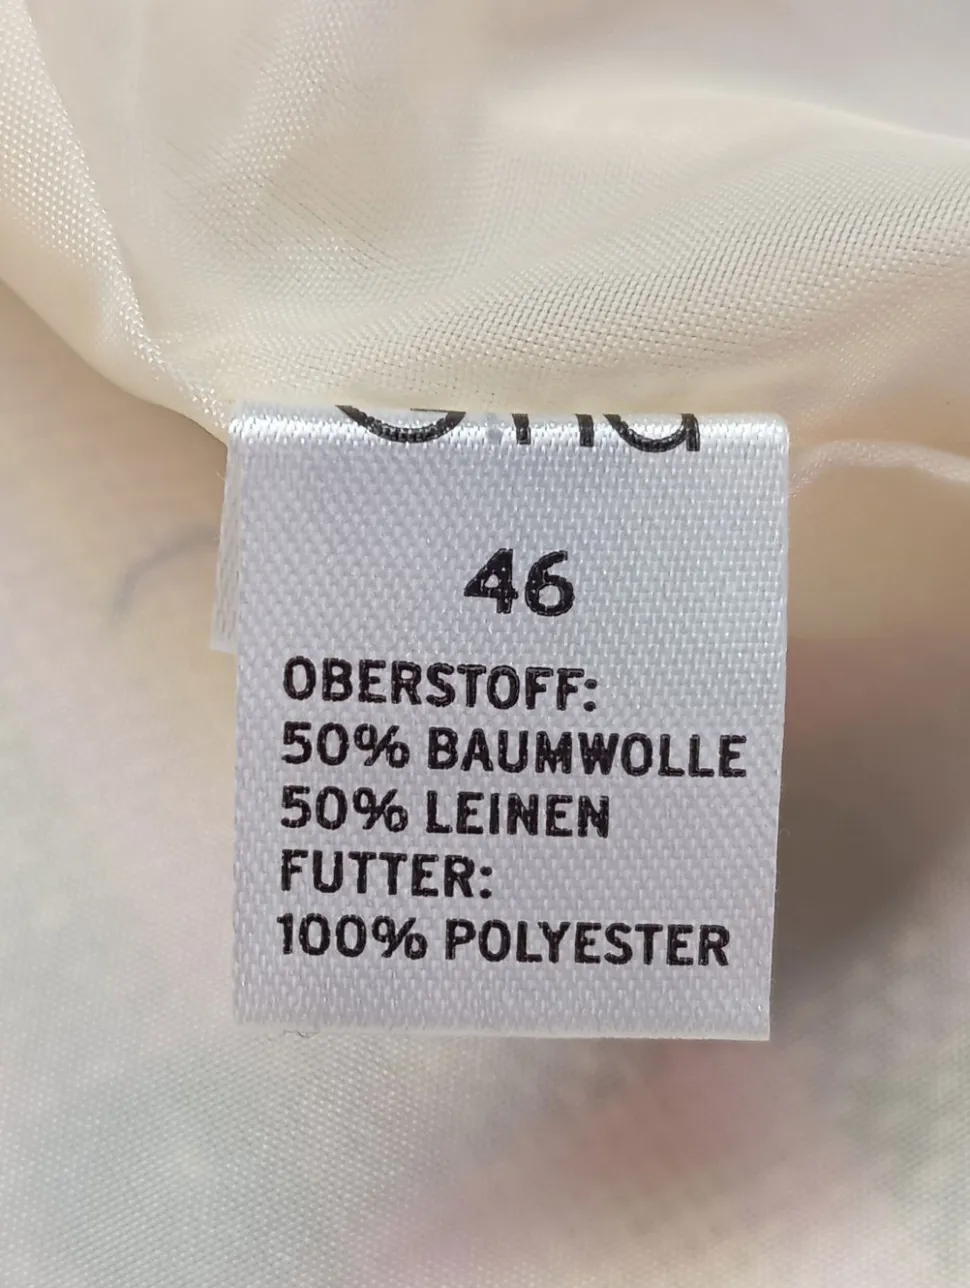 46
OBERSTOFF:
50% BAUMWOLLE
50% LEINEN
FUTTER:
100% POLYESTER